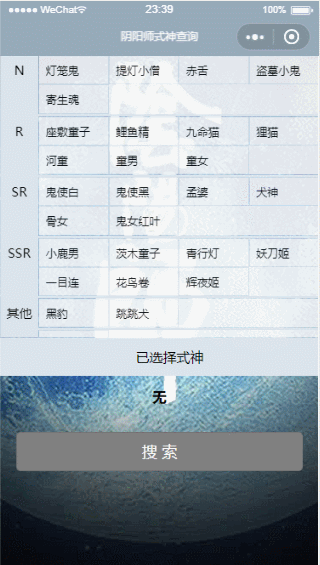 ●●●●● WeChat 23:39 100%
阴阳师式神查询
N 灯笼鬼 提灯小僧 赤舌 盗墓小鬼
寄生魂
R 座敷童子 鲤鱼精 九命猫 狸猫
河童 童男 童女
SR 鬼使白 鬼使黑 孟婆 犬神
骨女 鬼女红叶
SSR 小鹿男 茨木童子 青行灯 妖刀姬
一目连 花鸟卷 辉夜姬
其他 黑豹 跳跳犬
已选择式神
无
搜 索